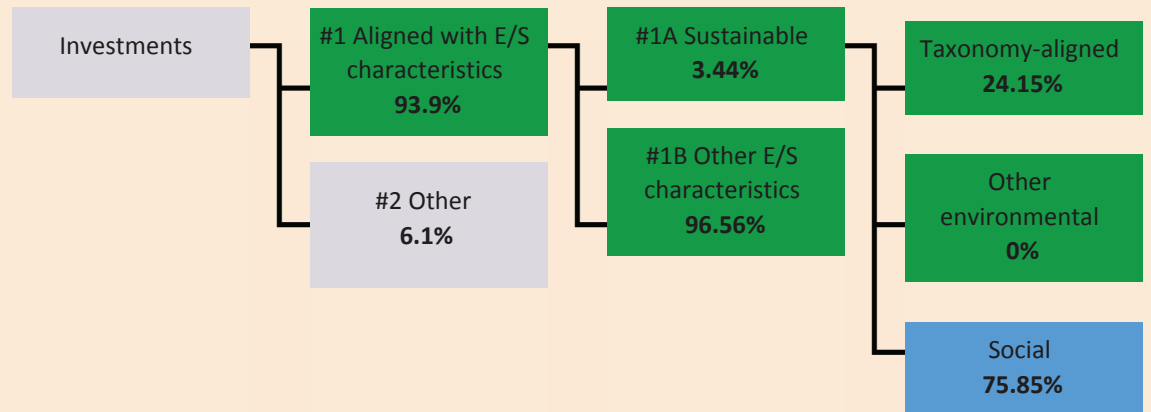 Investments
#1 Aligned with E/S
characteristics
93.9%
#2 Other
6.1%
#1A Sustainable
3.44%
#1B Other E/S
characteristics
96.56%
Taxonomy-aligned
24.15%
Other
environmental
0%
Social
75.85%